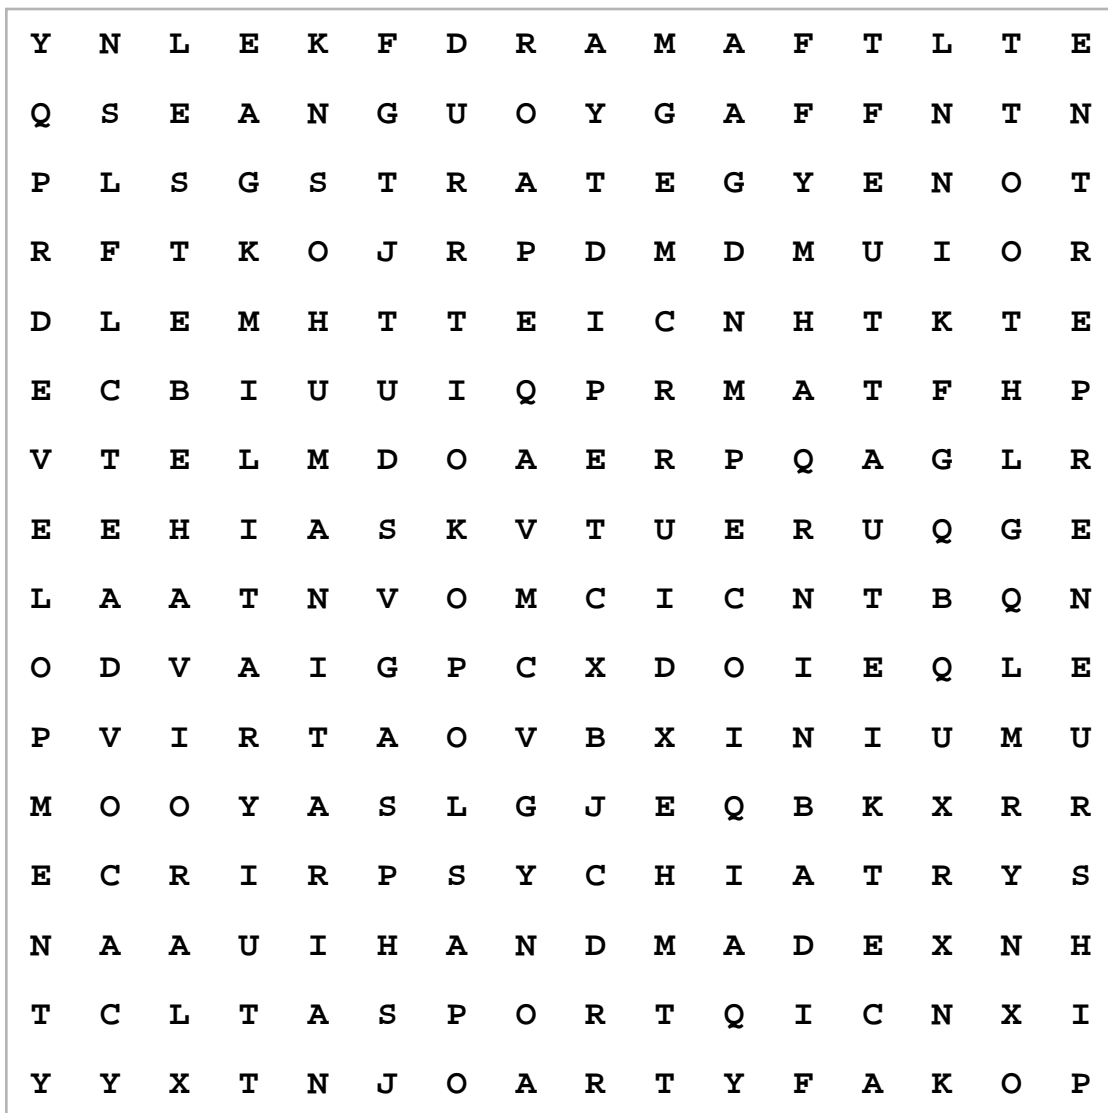 Y N L E K F D R A M A F T L T E
Q S E A N G U O Y G A F F N T N
P L S G S T R A T E G Y E N O T
R F T K O J R P D M D M U I O R
D L E M H T T E I C N H T K T E
E C B I U U I Q P R M A T F H P
V T E L M D O A E R P Q A G L R
E E H I A S K V T U E R U Q G E
L A A T N V O M C I C N T B Q N
O D V A I G P C X D O I E Q L E
P V I R T A O V B X I N I U M U
M O O Y A S L G J E Q B K X R R
E C R I R P S Y C H I A T R Y S
N A A U I H A N D M A D E X N H
T C L T A S P O R T Q I C N X I
Y Y X T N J O A R T Y F A K O P